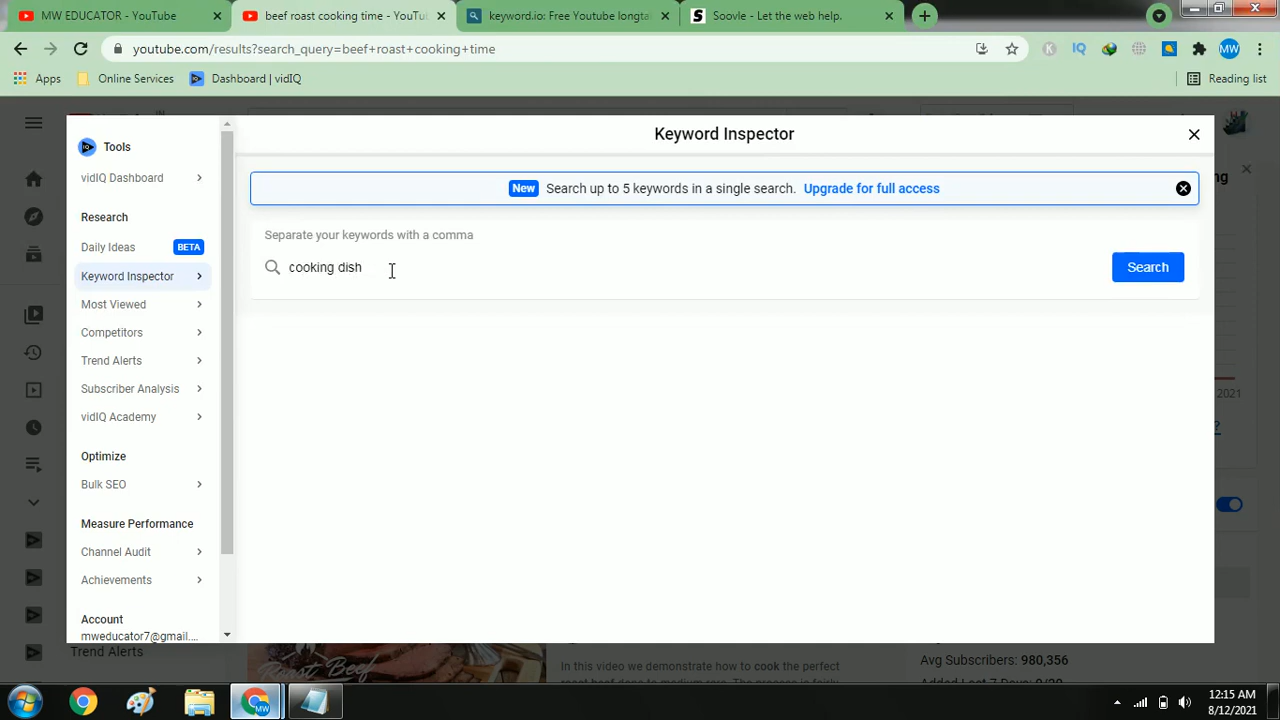 MW EDUCATOR - YouTube
beef roast cooking time - YouTu
keyword.io: Free Youtube longta
Soovle - Let the web help.
youtube.com/results?search_query=beef+roast+cooking+time
Apps
Online Services
Dashboard | vidIQ
Reading list
Tools
vidIQ Dashboard
Research
Daily Ideas BETA
Keyword Inspector
Most Viewed
Competitors
Trend Alerts
Subscriber Analysis
vidIQ Academy
Optimize
Bulk SEO
Measure Performance
Channel Audit
Achievements
Account
mweducator7@gmail....
Keyword Inspector
New Search up to 5 keywords in a single search. Upgrade for full access
Separate your keywords with a comma
cooking dish
Search
ng
2021
?
Trend Alerts
Roast Beef
In this video we demonstrate how to cook the perfect
Avg Subscribers: 980,356
12:15 AM
8/12/2021